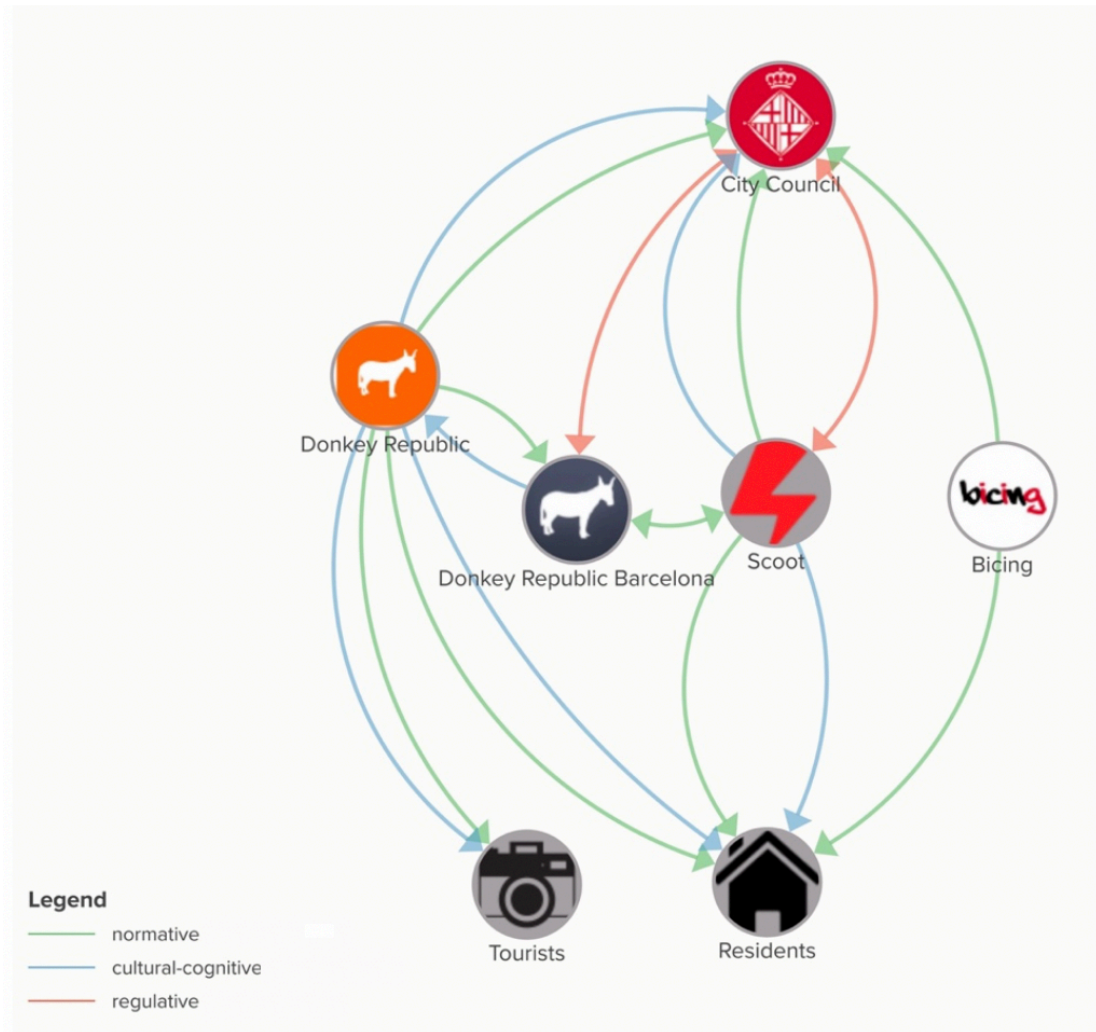 City Council
Donkey Republic
Donkey Republic Barcelona
Scoot
bicing
Bicing
Tourists
Residents
Legend
normative
cultural-cognitive
regulative